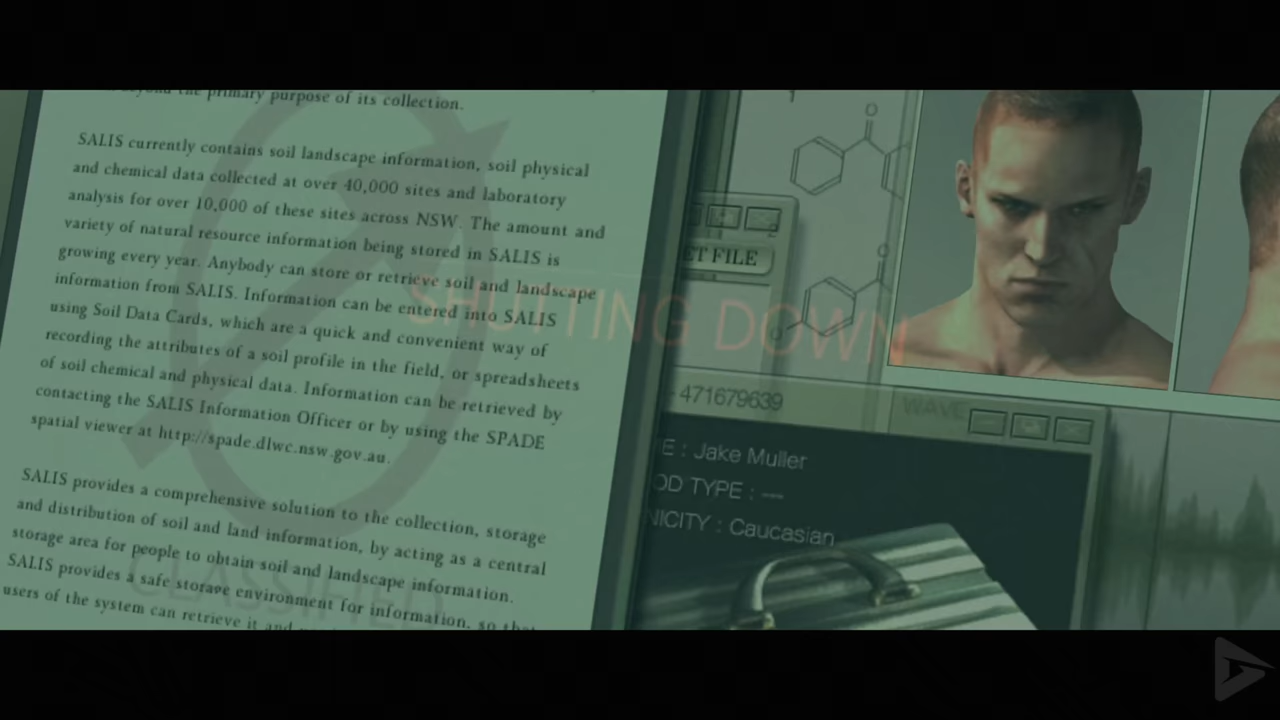 the primary purpose of its collection.
SALIS currently contains soil landscape information, soil physical
and chemical data collected at over 40,000 sites and laboratory
analysis for over 10,000 of these sites across NSW. The amount and
variety of natural resource information being stored in SALIS is
growing every year. Anybody can store or retrieve soil and landscape
information from SALIS. Information can be entered into SALIS
using Soil Data Cards, which are a quick and convenient way of
recording the attributes of a soil profile in the field, or spreadsheets
of soil chemical and physical data. Information can be retrieved by
contacting the SALIS Information Officer or by using the SPADE
spatial viewer at http://spade.dlwc.nsw.gov.au.
SALIS provides a comprehensive solution to the collection, storage
and distribution of soil and land information, by acting as a central
storage area for people to obtain soil and landscape information.
SALIS provides a safe storage environment for information, so that
users of the system can retrieve it and
CLASSIFIED
SHUTTING DOWN
ET FILE
O
O
O
- 471679639
WAVE
E : Jake Muller
OD TYPE : ---
NICITY : Caucasian